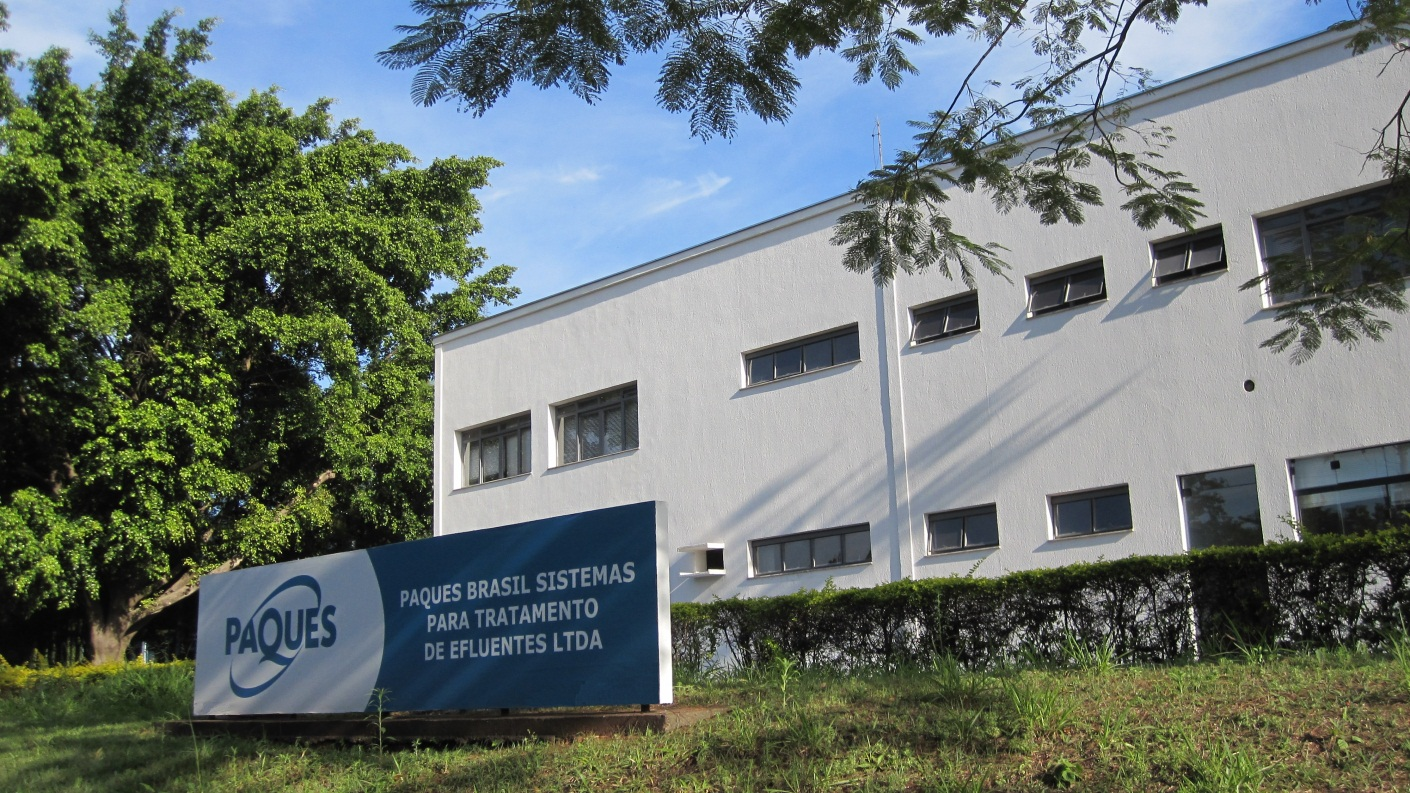 PAQUES
PAQUES BRASIL SISTEMAS
PARA TRATAMENTO
DE EFLUENTES LTDA